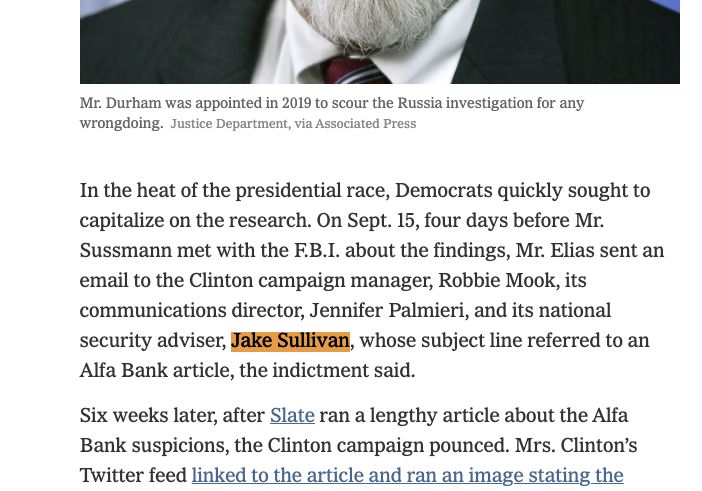 Mr. Durham was appointed in 2019 to scour the Russia investigation for any
wrongdoing. Justice Department, via Associated Press
In the heat of the presidential race, Democrats quickly sought to
capitalize on the research. On Sept. 15, four days before Mr.
Sussmann met with the F.B.I. about the findings, Mr. Elias sent an
email to the Clinton campaign manager, Robbie Mook, its
communications director, Jennifer Palmieri, and its national
security adviser, Jake Sullivan, whose subject line referred to an
Alfa Bank article, the indictment said.
Six weeks later, after Slate ran a lengthy article about the Alfa
Bank suspicions, the Clinton campaign pounced. Mrs. Clinton’s
Twitter feed linked to the article and ran an image stating the